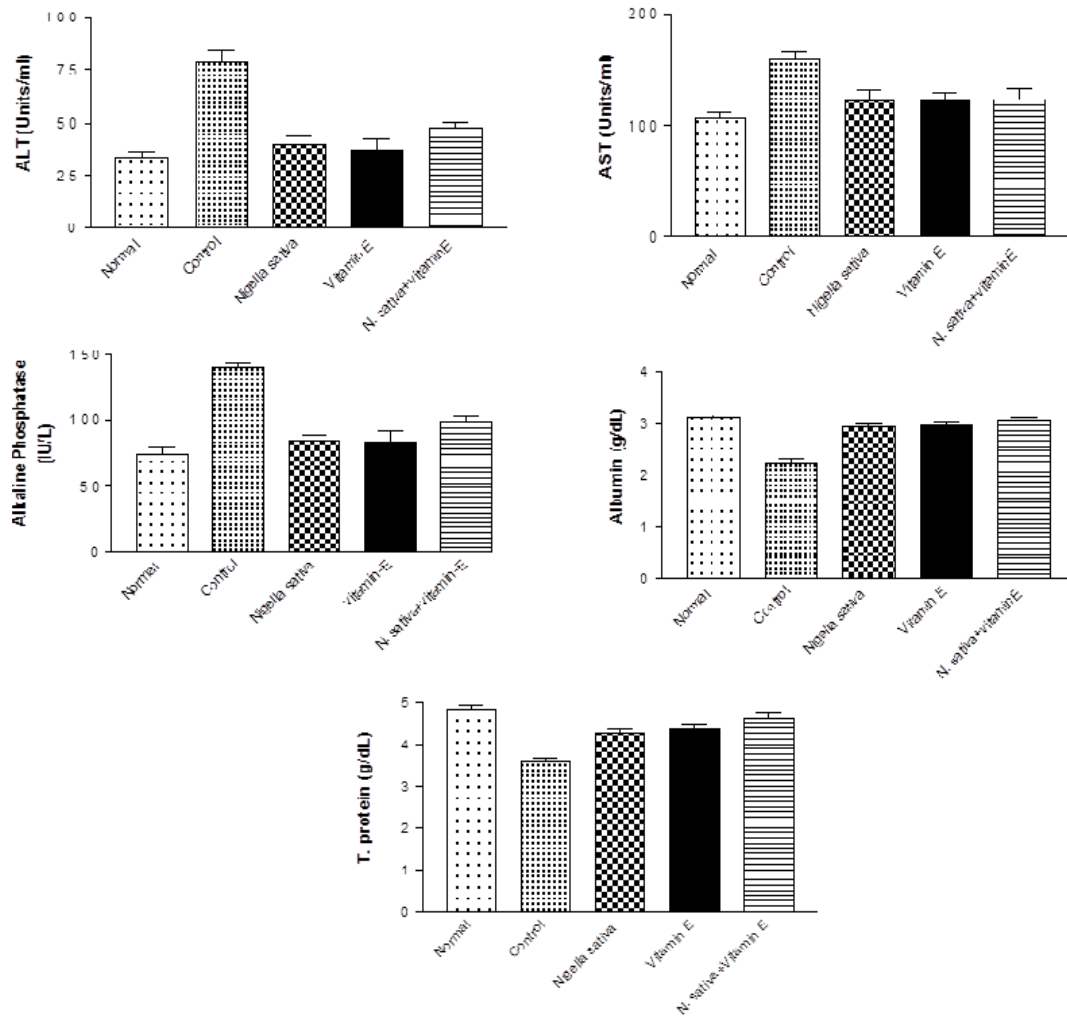 ALT (Units/ml)
100
75
50
25
0
Normal
Control
Nigella sativa
Vitamin-E
N. sativa+vitaminE
AST (Units/ml)
200
100
0
Normal
Control
Nigella sativa
Vitamin E
N. sativa+vitaminE
Alkaline Phosphatase
(IU/L)
150
100
50
0
Normal
Control
Nigella sativa
Vitamin-E
N. sativa+Vitamin-E
Albumin (g/dL)
4
3
2
1
0
Normal
Control
Nigella sativa
Vitamin E
N. sativa+vitaminE
T. protein (g/dL)
5
4
3
2
1
0
Normal
Control
Nigella sativa
Vitamin E
N. sativa+Vitamin E